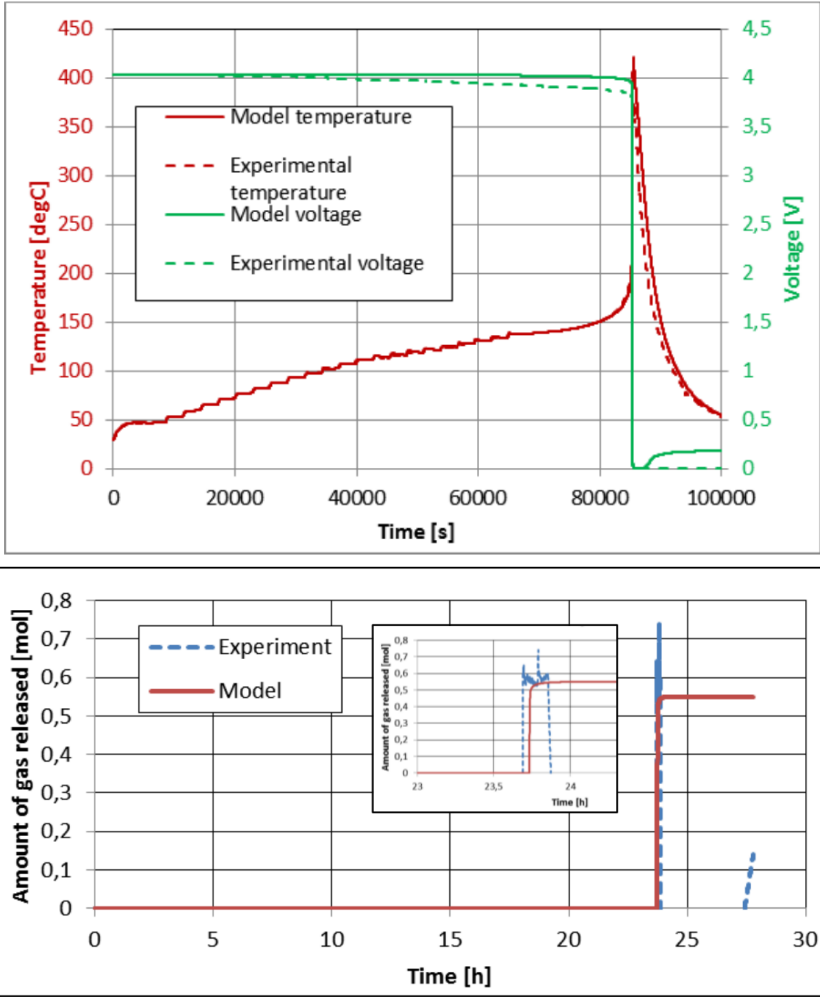 450
400
350
300
250
200
150
100
50
0
Temperature [degC]
4,5
4
3,5
3
2,5
2
1,5
1
0,5
0
Voltage [V]
Model temperature
Experimental
temperature
Model voltage
Experimental voltage
0 20000 40000 60000 80000 100000
Time [s]
0,8
0,7
0,6
0,5
0,4
0,3
0,2
0,1
0
Amount of gas released [mol]
Experiment
Model
0,8
0,7
0,6
0,5
0,4
0,3
0,2
0,1
0
Amount of gas released [mol]
23 23,5 24
Time [h]
0 5 10 15 20 25 30
Time [h]